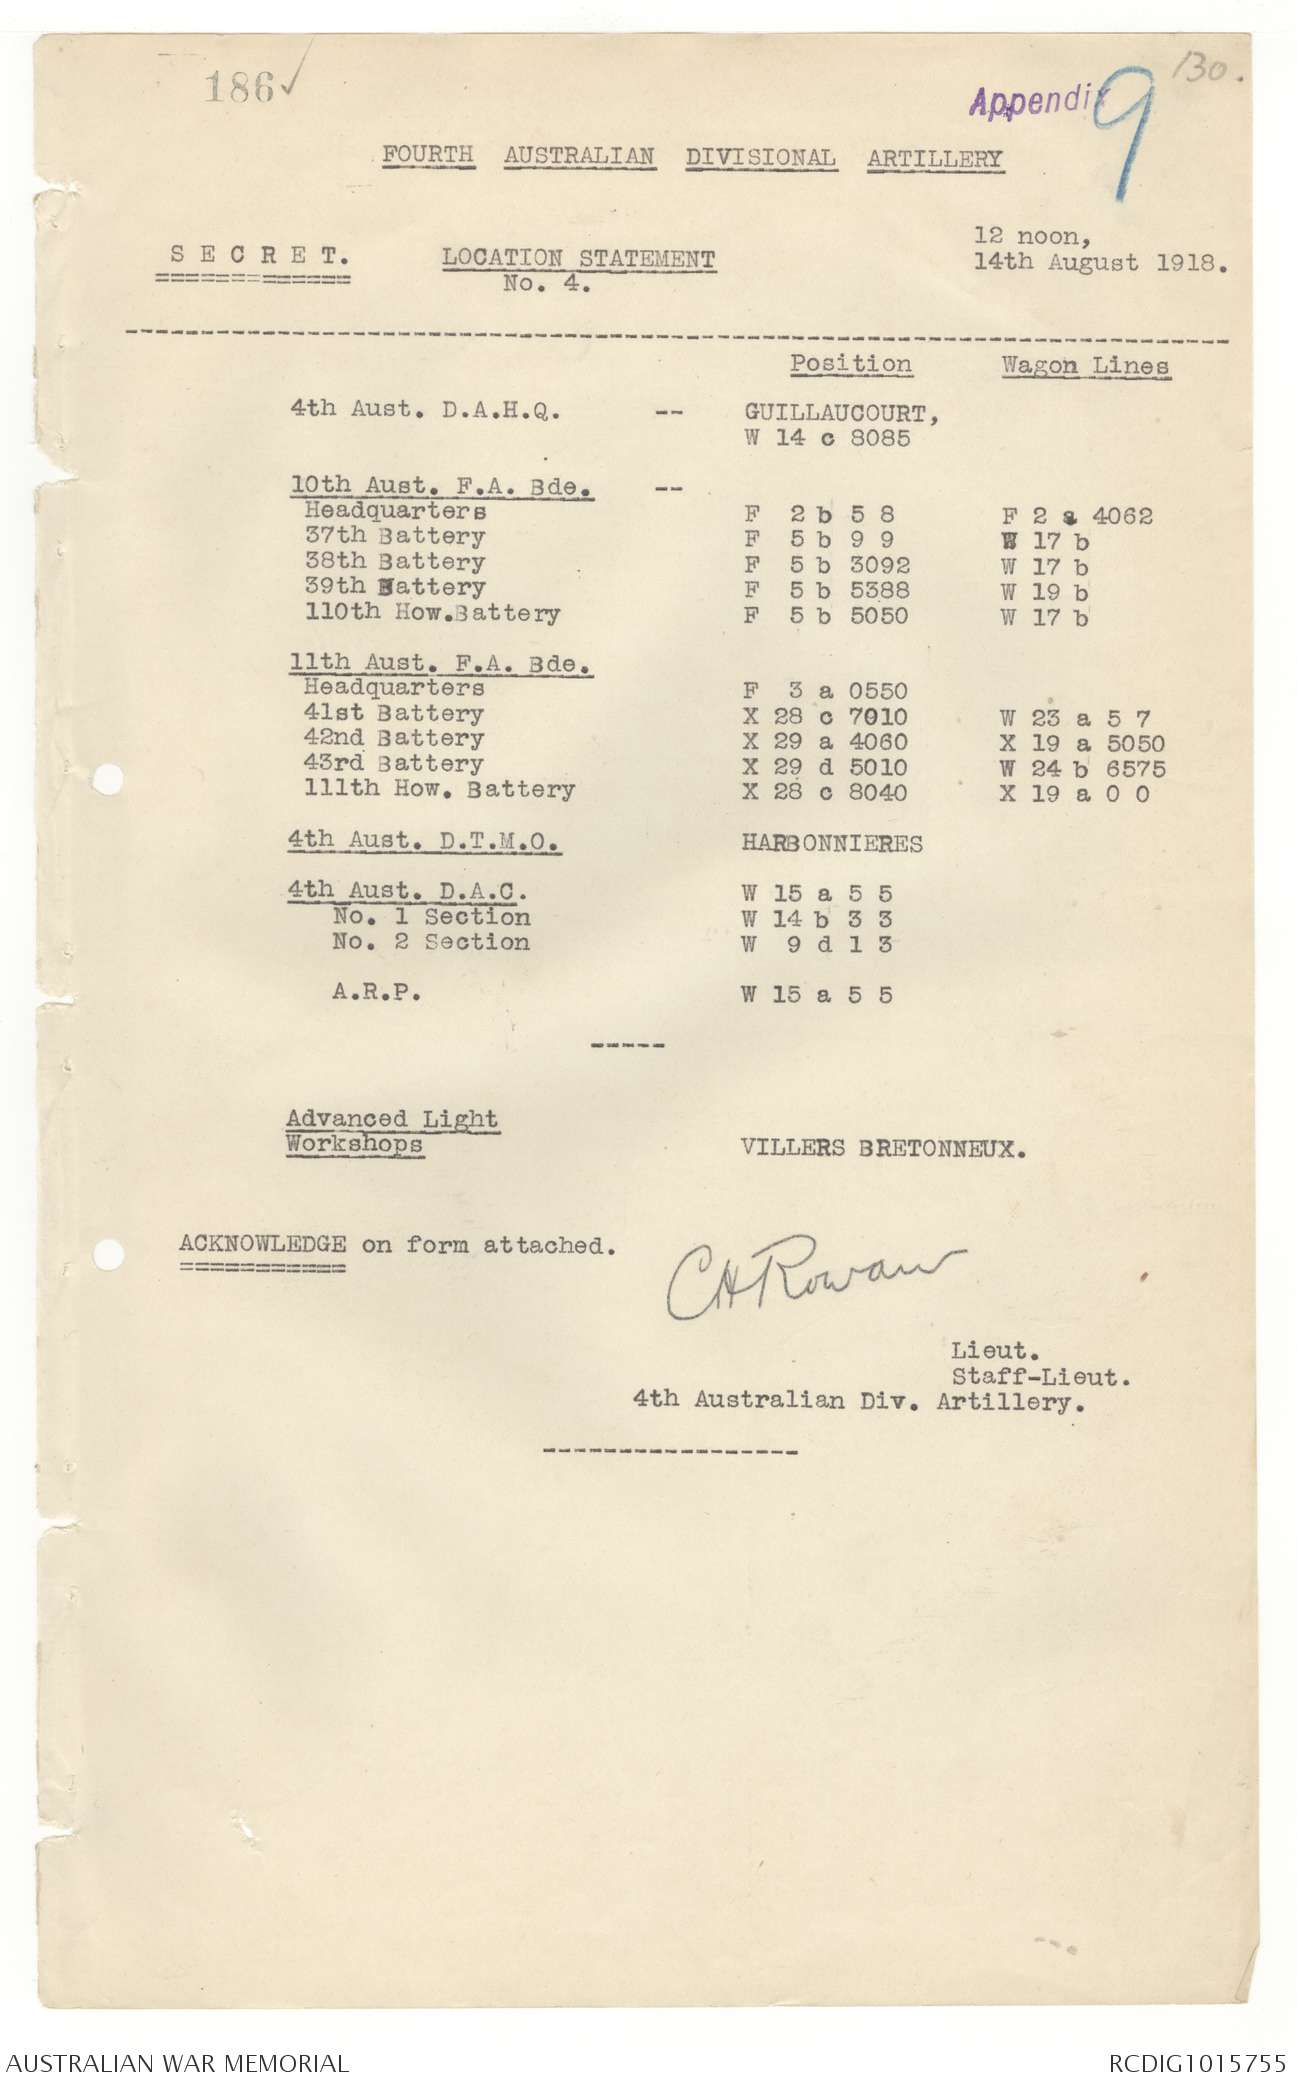 186✓
130.
Appendix 9
FOURTH AUSTRALIAN DIVISIONAL ARTILLERY
12 noon,
S E C R E T. LOCATION STATEMENT 14th August 1918.
No. 4.
Position Wagon Lines
4th Aust. D.A.H.Q. -- GUILLAUCOURT,
W 14 c 8085
10th Aust. F.A. Bde. --
Headquarters F 2 b 5 8 F 2 a 4062
37th Battery F 5 b 9 9 W 17 b
38th Battery F 5 b 3092 W 17 b
39th Battery F 5 b 5388 W 19 b
110th How.Battery F 5 b 5050 W 17 b
11th Aust. F.A. Bde.
Headquarters F 3 a 0550
41st Battery X 28 c 7010 W 23 a 5 7
42nd Battery X 29 a 4060 X 19 a 5050
43rd Battery X 29 d 5010 W 24 b 6575
111th How. Battery X 28 c 8040 X 19 a 0 0
4th Aust. D.T.M.O. HARBONNIERES
4th Aust. D.A.C. W 15 a 5 5
No. 1 Section W 14 b 3 3
No. 2 Section W 9 d 1 3
A.R.P. W 15 a 5 5
-----
Advanced Light
Workshops VILLERS BRETONNEUX.
ACKNOWLEDGE on form attached.
CHRowan
Lieut.
Staff-Lieut.
4th Australian Div. Artillery.
AUSTRALIAN WAR MEMORIAL RCDIG1015755